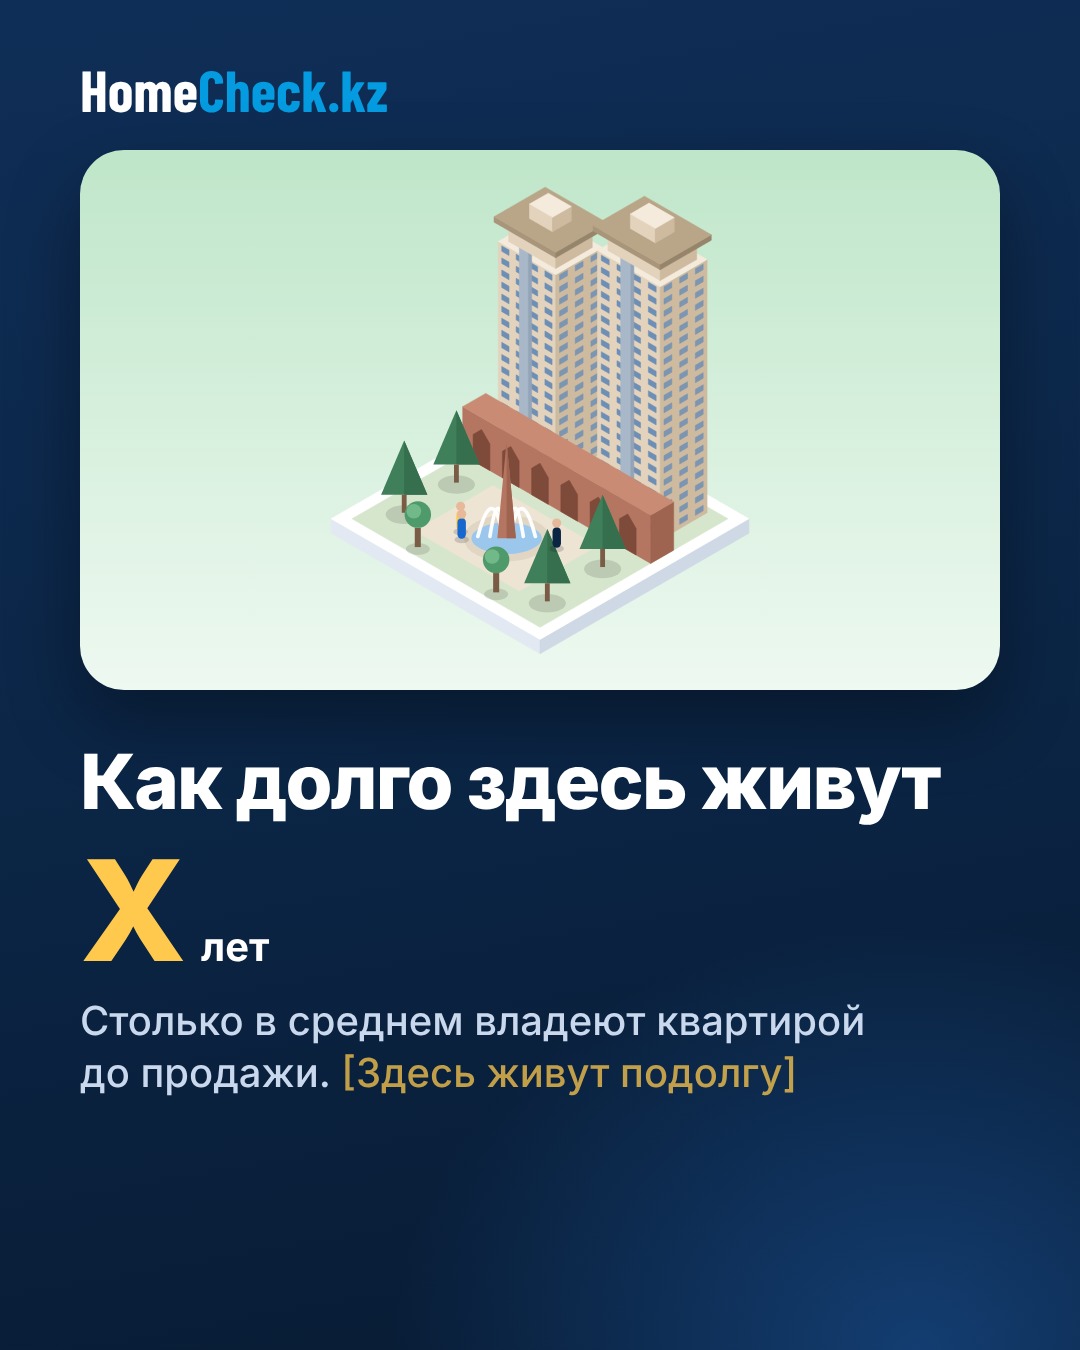 HomeCheck.kz
Как долго здесь живут
X лет
Столько в среднем владеют квартирой
до продажи. [Здесь живут подолгу]